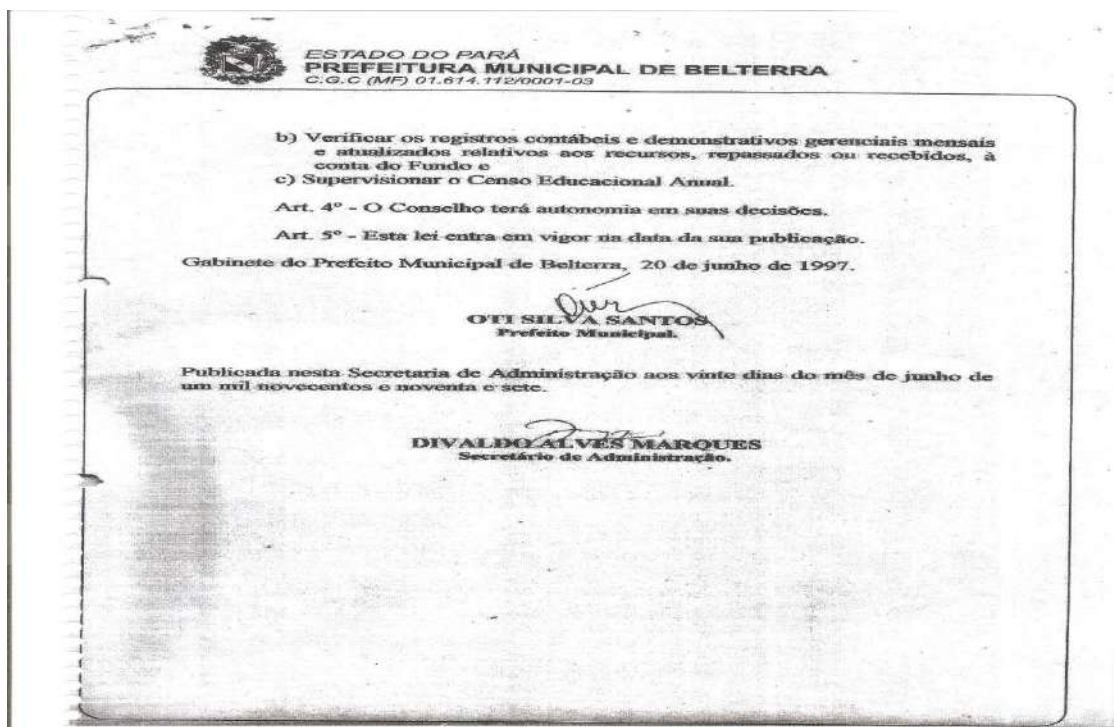 ESTADO DO PARÁ
PREFEITURA MUNICIPAL DE BELTERRA
C.G.C (MF) 01.614.112/0001-03
b) Verificar os registros contábeis e demonstrativos gerenciais mensais
e atualizados relativos aos recursos, repassados ou recebidos, à
conta do Fundo e
c) Supervisionar o Censo Educacional Anual.
Art. 4º - O Conselho terá autonomia em suas decisões.
Art. 5º - Esta lei entra em vigor na data da sua publicação.
Gabinete do Prefeito Municipal de Belterra, 20 de junho de 1997.
OTI SILVA SANTOS
Prefeito Municipal.
Publicada nesta Secretaria de Administração aos vinte dias do mês de junho de
um mil novecentos e noventa e sete.
DIVALDO ALVES MARQUES
Secretário de Administração.